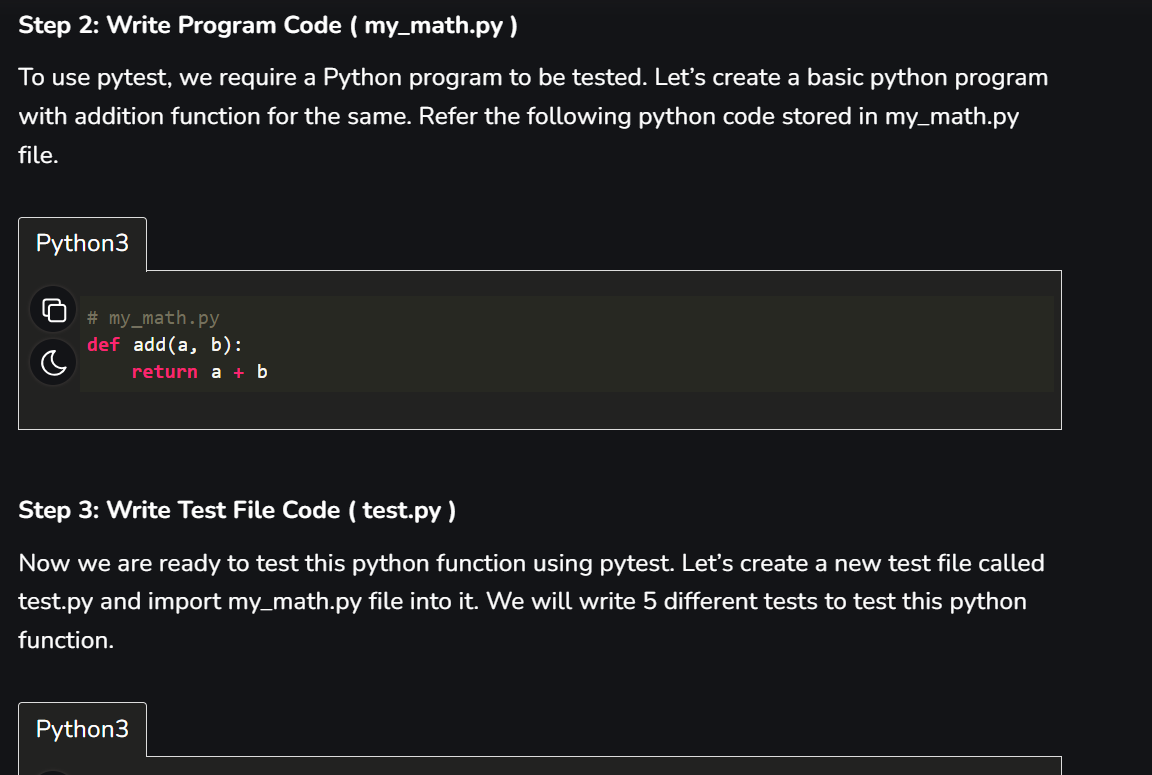 Step 2: Write Program Code ( my_math.py )
To use pytest, we require a Python program to be tested. Let’s create a basic python program
with addition function for the same. Refer the following python code stored in my_math.py
file.
Python3
# my_math.py
def add(a, b):
    return a + b
Step 3: Write Test File Code ( test.py )
Now we are ready to test this python function using pytest. Let’s create a new test file called
test.py and import my_math.py file into it. We will write 5 different tests to test this python
function.
Python3